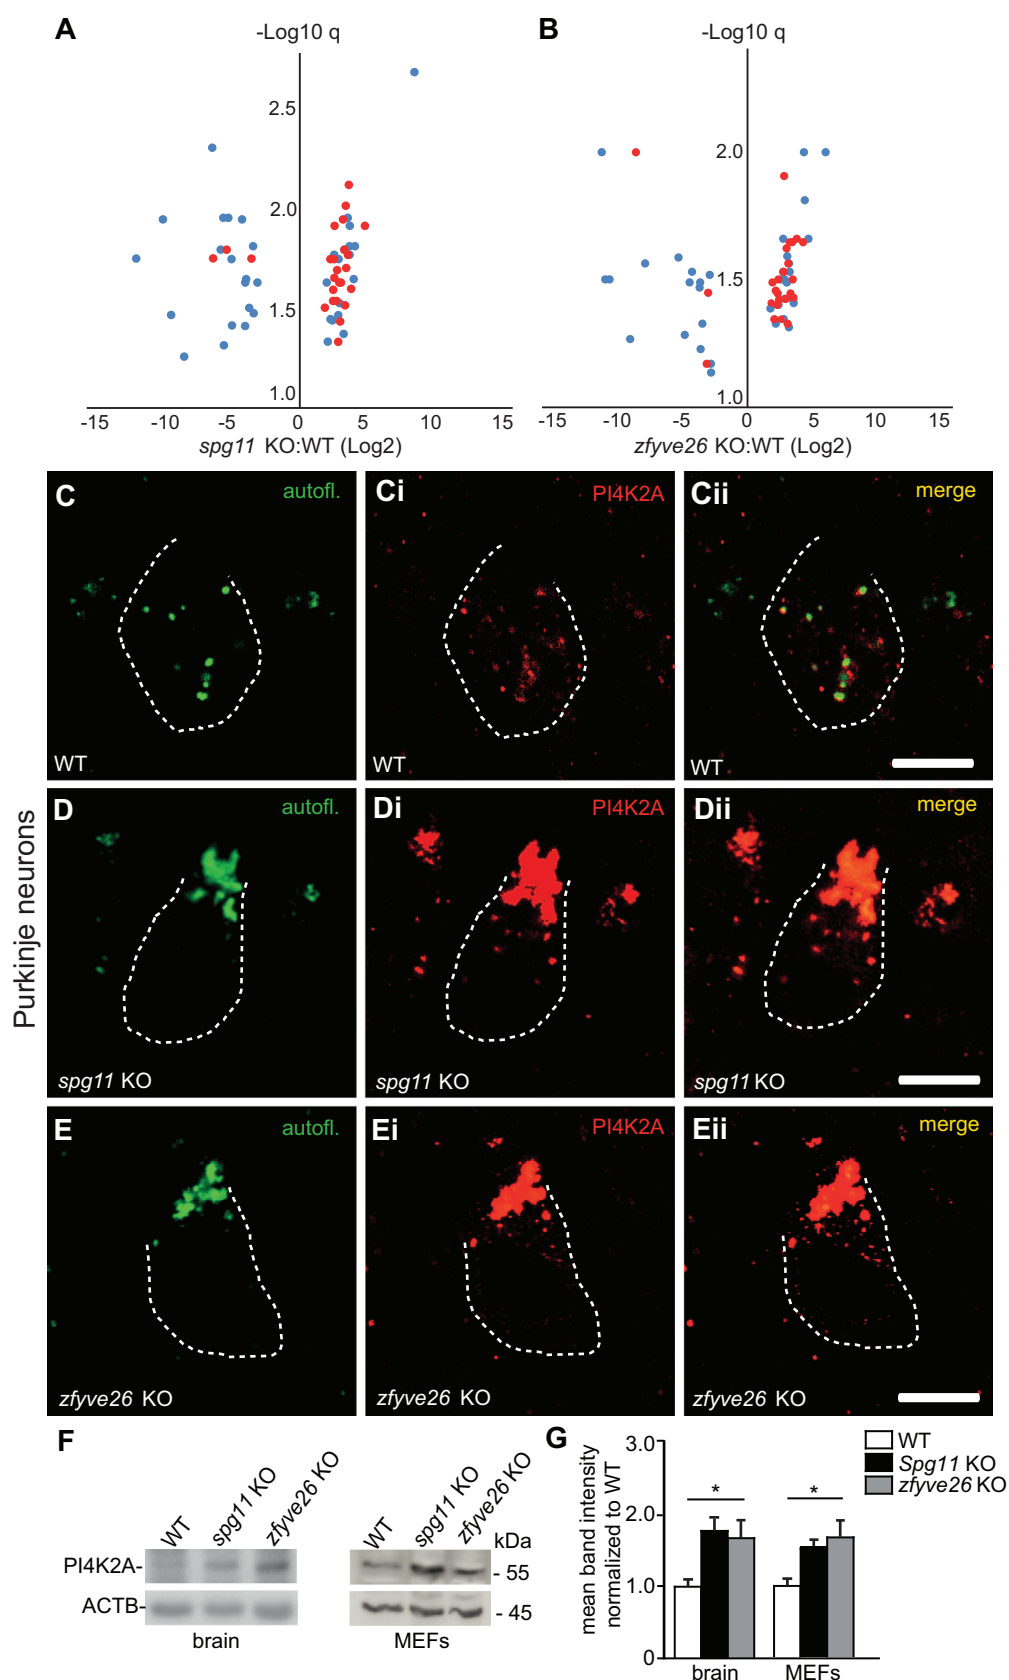 A
-Log10 q
2.5
2.0
1.5
1.0
-15 -10 -5 0 5 10 15
spg11 KO:WT (Log2)
B
-Log10 q
2.0
1.5
1.0
-15 -10 -5 0 5 10 15
zfyve26 KO:WT (Log2)
Purkinje neurons
C autofl.
WT
Ci PI4K2A
WT
Cii merge
WT
D autofl.
spg11 KO
Di PI4K2A
spg11 KO
Dii merge
spg11 KO
E autofl.
zfyve26 KO
Ei PI4K2A
zfyve26 KO
Eii merge
zfyve26 KO
F
WT spg11 KO zfyve26 KO
PI4K2A-
ACTB-
brain
WT spg11 KO zfyve26 KO
kDa
- 55
- 45
MEFs
G
mean band intensity
normalized to WT
3.0
2.0
1.0
0
* *
brain MEFs
WT
Spg11 KO
zfyve26 KO